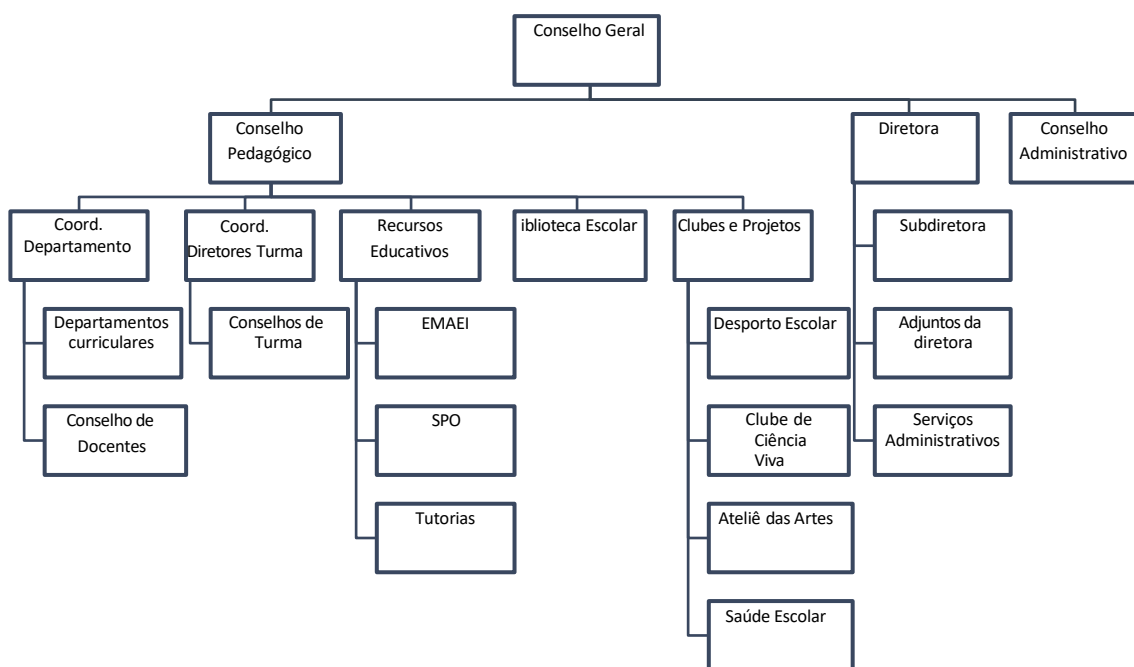 Conselho Geral
Conselho
Pedagógico
Diretora
Conselho
Administrativo
Coord.
Departamento
Coord.
Diretores Turma
Recursos
Educativos
iblioteca Escolar
Clubes e Projetos
Subdiretora
Departamentos
curriculares
Conselhos de
Turma
EMAEI
Desporto Escolar
Adjuntos da
diretora
Conselho de
Docentes
SPO
Clube de
Ciência
Viva
Serviços
Administrativos
Tutorias
Ateliê das Artes
Saúde Escolar